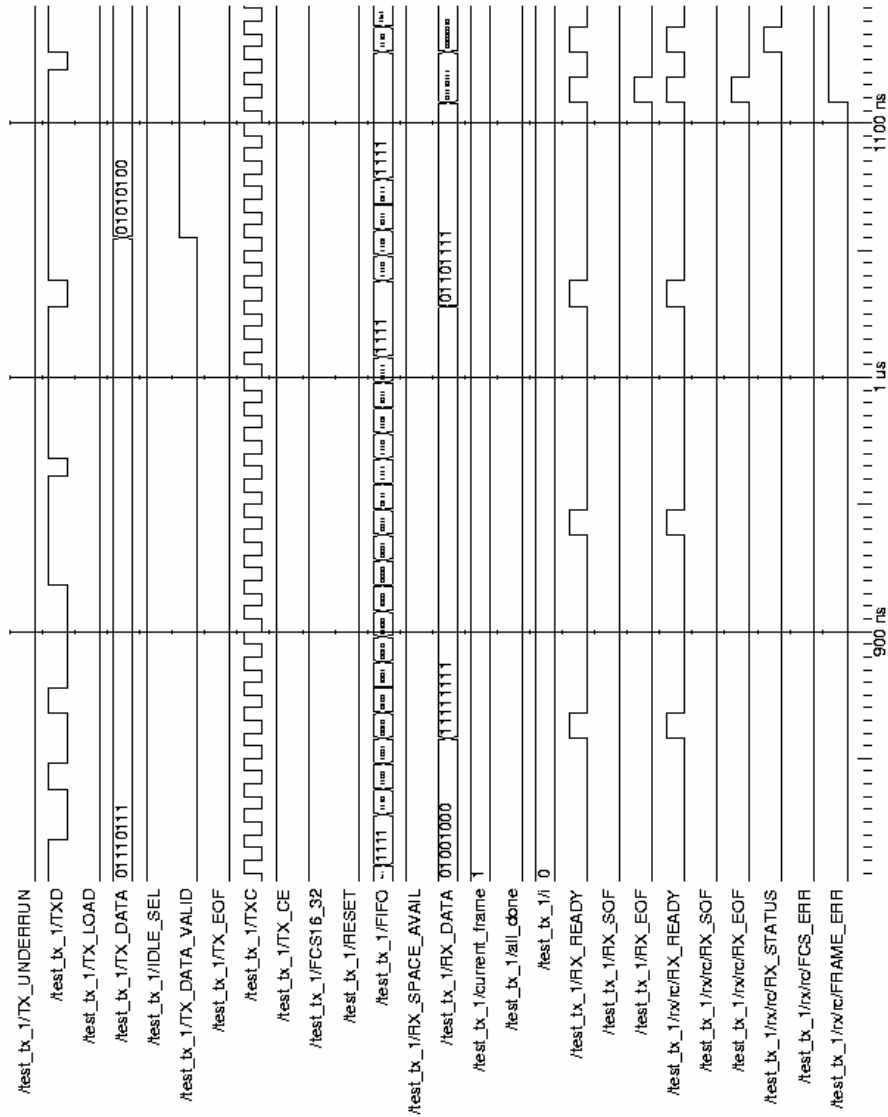 /test_tx_1/TX_UNDERRUN
/test_tx_1/TXD
/test_tx_1/TX_LOAD
/test_tx_1/TX_DATA 01110111 01010100
/test_tx_1/IDLE_SEL
/test_tx_1/TX_DATA_VALID
/test_tx_1/TX_EOF
/test_tx_1/TXC
/test_tx_1/TX_CE
/test_tx_1/FCS16_32
/test_tx_1/RESET
/test_tx_1/FIFO 1111 1111 1111
/test_tx_1/RX_SPACE_AVAIL
/test_tx_1/RX_DATA 01001000 11111111 01101111
/test_tx_1/current_frame 1
/test_tx_1/all_done
/test_tx_1/i 0
/test_tx_1/RX_READY
/test_tx_1/RX_SOF
/test_tx_1/RX_EOF
/test_tx_1/rx/rc/RX_READY
/test_tx_1/rx/rc/RX_SOF
/test_tx_1/rx/rc/RX_EOF
/test_tx_1/rx/rc/RX_STATUS
/test_tx_1/rx/rc/FCS_ERR
/test_tx_1/rx/rc/FRAME_ERR
900 ns 1 us 1100 ns